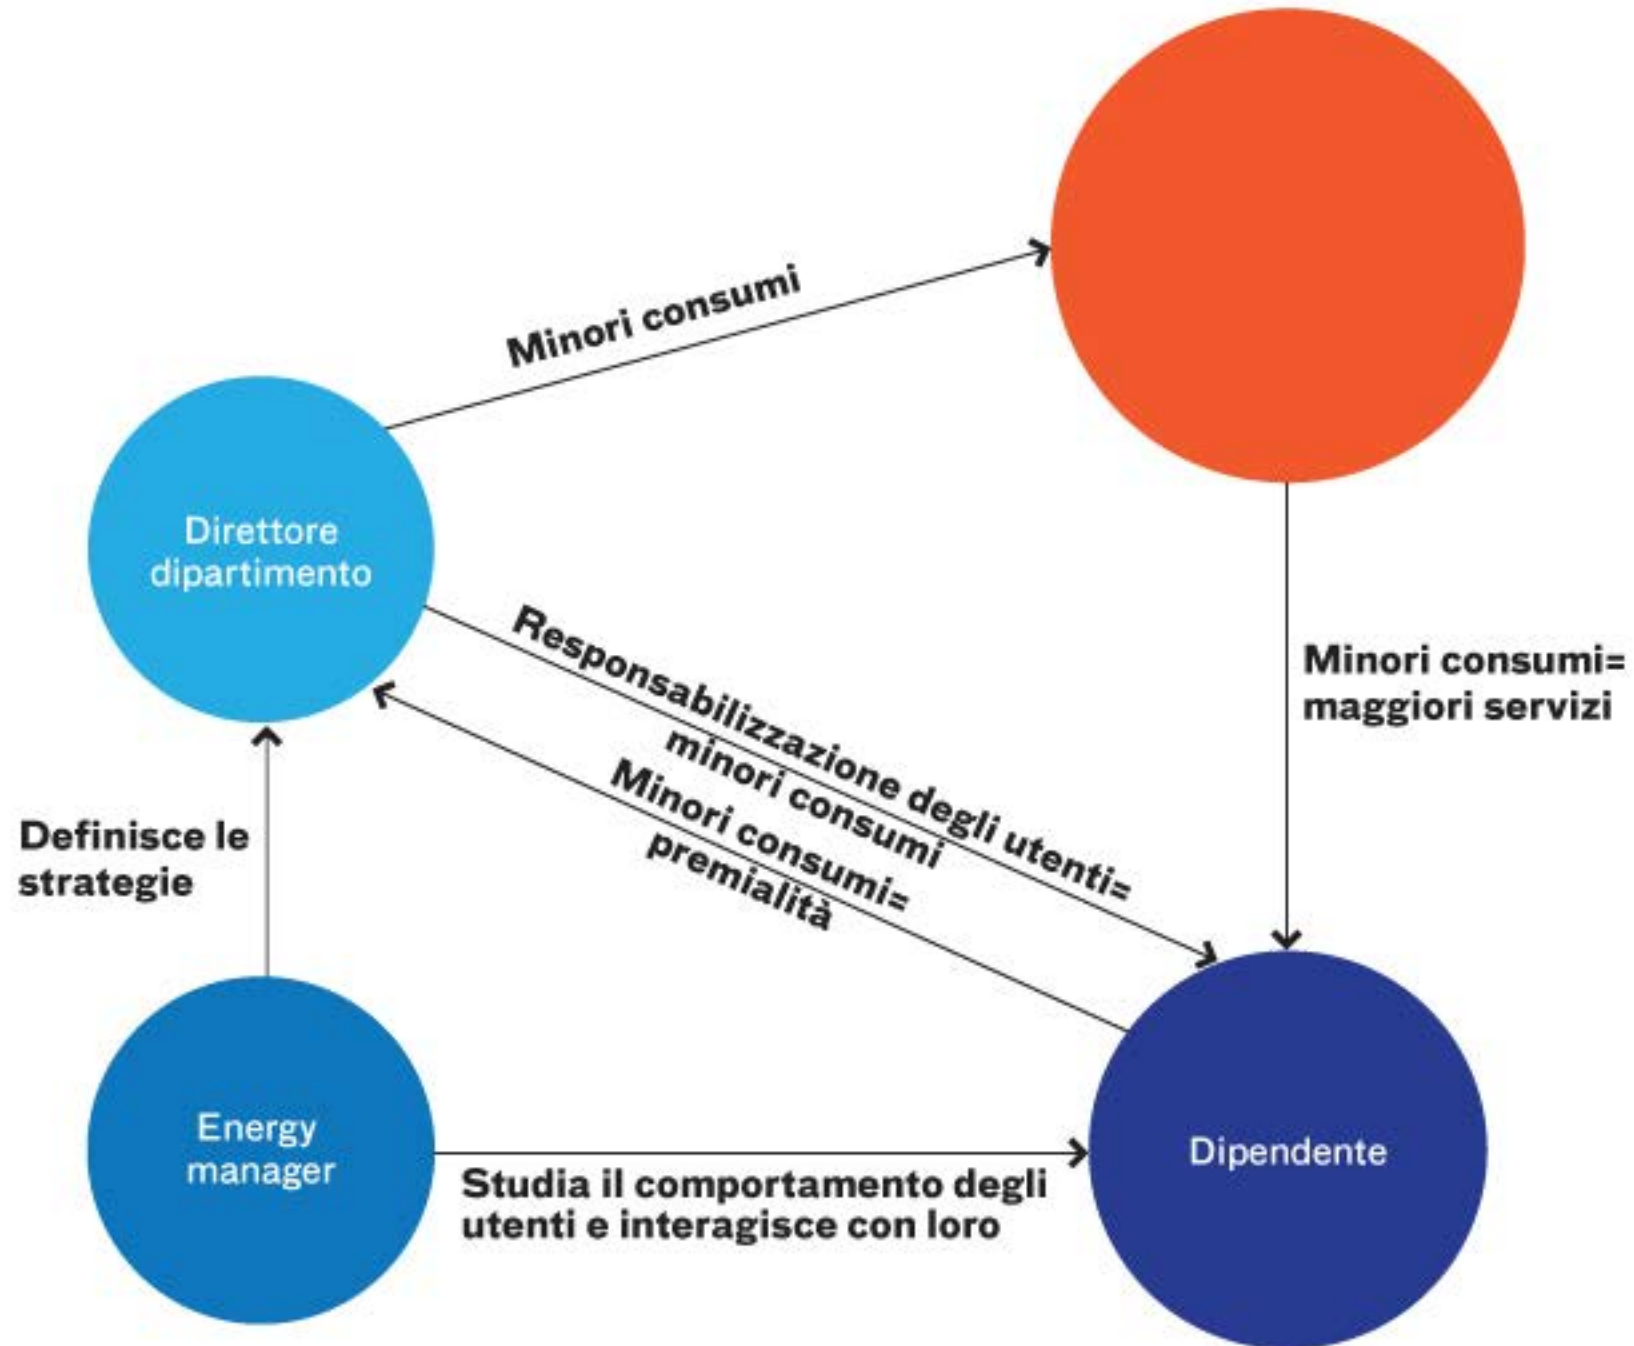 Minori consumi
Direttore
dipartimento
Responsabilizzazione degli utenti=
minori consumi
Minori consumi=
premialità
Minori consumi=
maggiori servizi
Definisce le
strategie
Energy
manager
Studia il comportamento degli
utenti e interagisce con loro
Dipendente